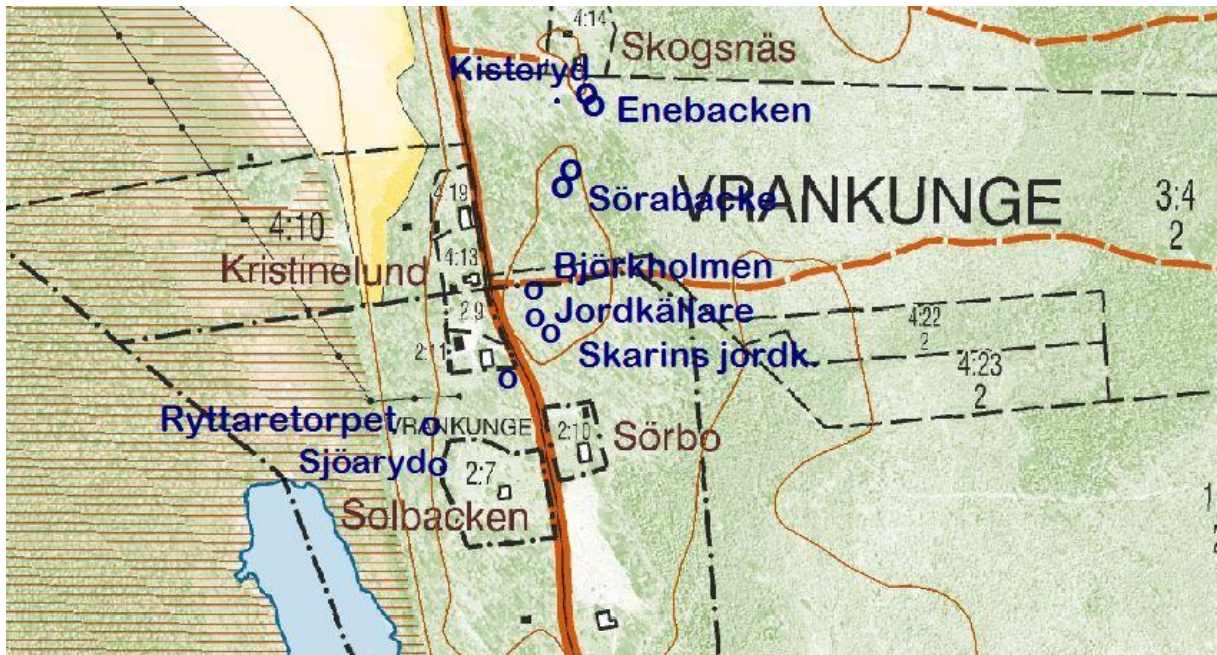 4:14
Skogsnäs
Kisteryd
Enebacken
4:19
Sörabacke
VRANKUNGE
3:4
2
4:10
4:13
Kristinelund
Björkholmen
2:9
Jordkällare
4:22
2
2:11
Skarins jordk.
4:23
2
Ryttaretorpet
VRANKUNGE
2:10
Sörbo
Sjöaryd
2:7
Solbacken
1